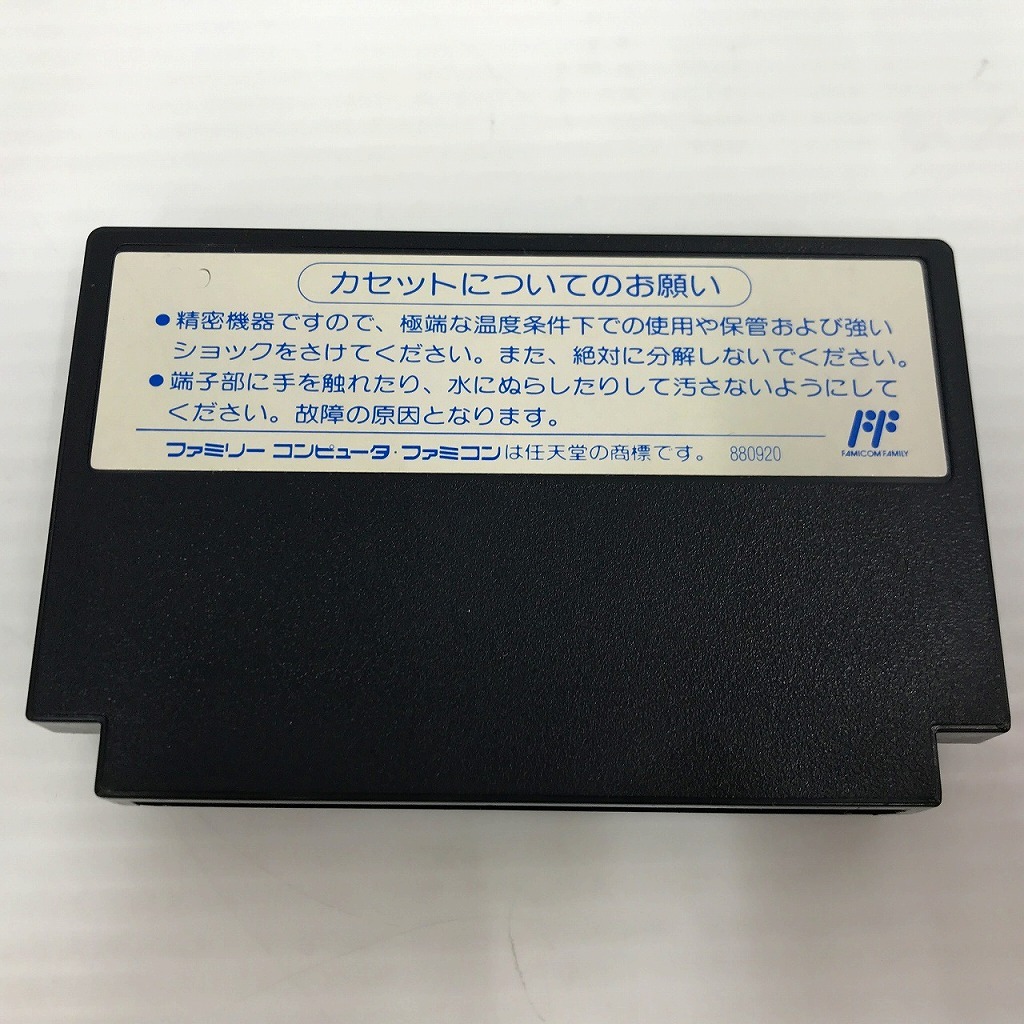 カセットについてのお願い
●精密機器ですので、極端な温度条件下での使用や保管および強い
ショックをさけてください。また、絶対に分解しないでください。
●端子部に手を触れたり、水にぬらしたりして汚さないようにして
ください。故障の原因となります。
FF
FAMICOM FAMILY
ファミリー コンピュータ・ファミコンは任天堂の商標です。 880920